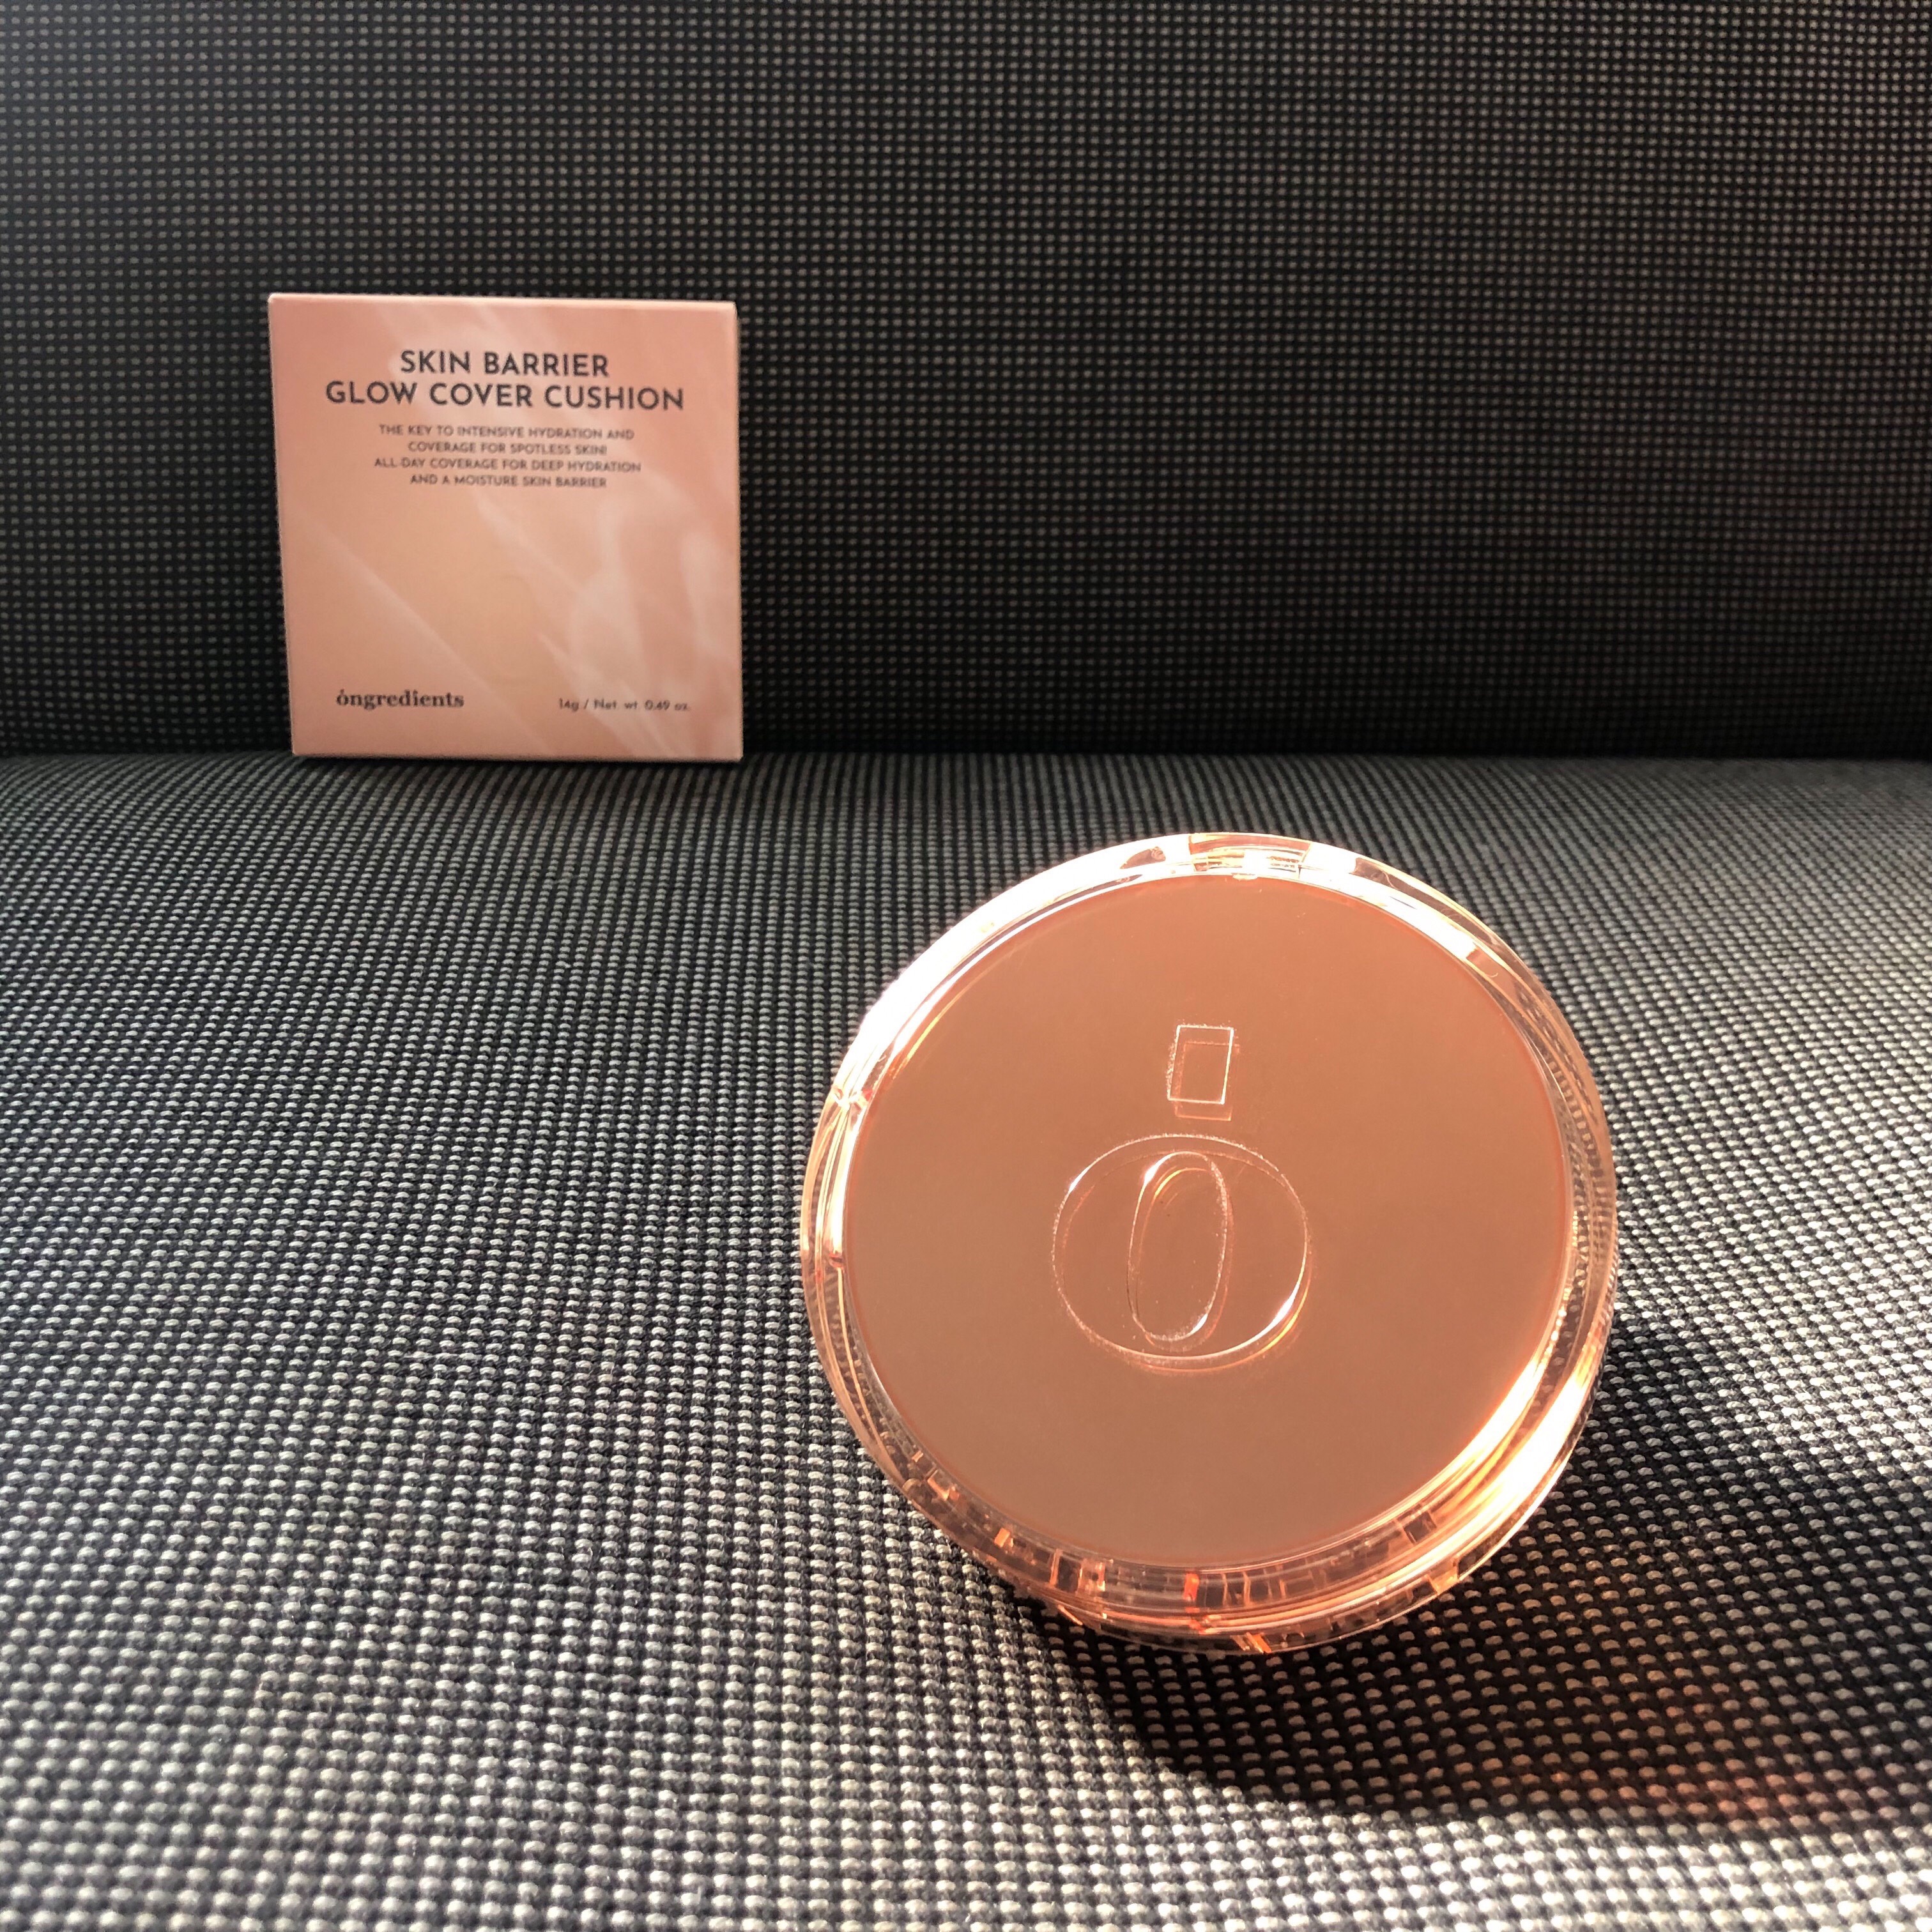 SKIN BARRIER
GLOW COVER CUSHION
THE KEY TO INTENSIVE HYDRATION AND
COVERAGE FOR SPOTLESS SKIN!
ALL-DAY COVERAGE FOR DEEP HYDRATION
AND A MOISTURE SKIN BARRIER
óngredients
14g / Net. wt. 0.49 oz.
ó